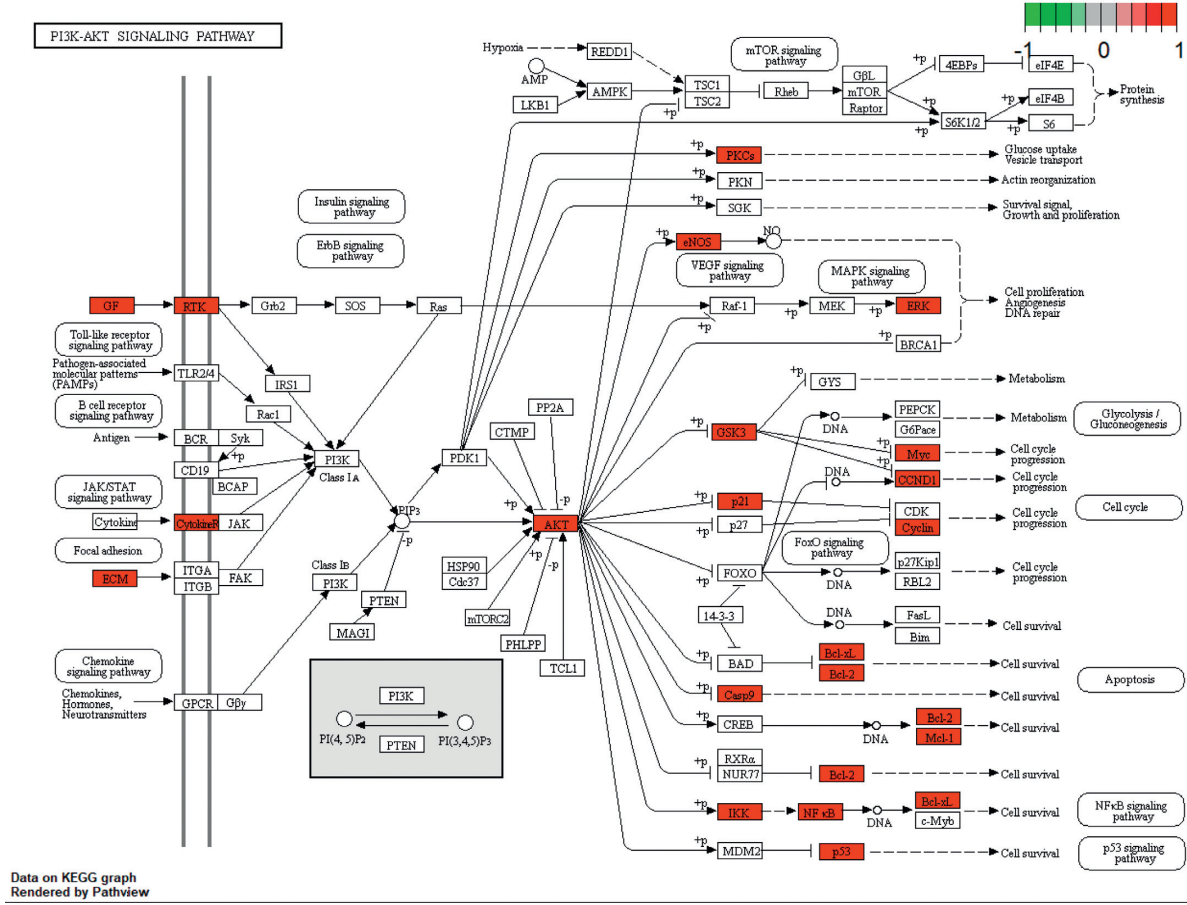 PI3K-AKT SIGNALING PATHWAY
-1 0 1
Hypoxia
REDD1
mTOR signaling
pathway
AMP
LKB1
AMPK
TSC1
TSC2
Rheb
GβL
mTOR
Raptor
+p
4EBPs
eIF4E
+p
S6K1/2
+p
+p
eIF4B
+p
S6
Protein
synthesis
+p
+p
PKCs
Glucose uptake
Vesicle transport
+p
PKN
Actin reorganization
+p
SGK
Survival signal,
Growth and proliferation
Insulin signaling
pathway
ErbB signaling
pathway
+p
eNOS
NO
VEGF signaling
pathway
MAPK signaling
pathway
GF
RTK
Grb2
SOS
Ras
Raf-1
+p
MEK
+p
+p
ERK
Cell proliferation
Angiogenesis
DNA repair
+p
BRCA1
Toll-like receptor
signaling pathway
Pathogen-associated
molecular patterns
(PAMPs)
TLR2/4
IRS1
Rac1
B cell receptor
signaling pathway
Antigen
BCR
Syk
+p
CD19
BCAP
PI3K
Class IA
PDK1
CTMP
PP2A
GYS
Metabolism
+p
GSK3
DNA
PEPCK
G6Pace
Metabolism
Glycolysis /
Gluconeogenesis
+p
Myc
Cell cycle
progression
DNA
+p
CCND1
Cell cycle
progression
JAK/STAT
signaling pathway
Cytokine
CytokineR
JAK
PIP3
-p
+p
-p
AKT
+p
p21
+p
p27
CDK
Cyclin
Cell cycle
progression
Cell cycle
FoxO signaling
pathway
Focal adhesion
ECM
ITGA
ITGB
FAK
Class IB
PI3K
PTEN
MAGI
HSP90
Cdc37
+p
-p
mTORC2
PHLPP
TCL1
+p
FOXO
DNA
p27Kip1
RBL2
Cell cycle
progression
14-3-3
DNA
FasL
Bim
Cell survival
Chemokine
signaling pathway
Chemokines,
Hormones,
Neurotransmitters
GPCR
Gβγ
PI3K
PI(4, 5)P2
PI(3,4,5)P3
PTEN
+p
BAD
Bcl-xL
Bcl-2
Cell survival
Apoptosis
+p
Casp9
Cell survival
+p
CREB
DNA
Bcl-2
Mcl-1
Cell survival
+p
RXRα
NUR77
Bcl-2
Cell survival
+p
IKK
NFκB
DNA
Bcl-xL
c-Myb
Cell survival
NFκB signaling
pathway
+p
MDM2
p53
Cell survival
p53 signaling
pathway
Data on KEGG graph
Rendered by Pathview